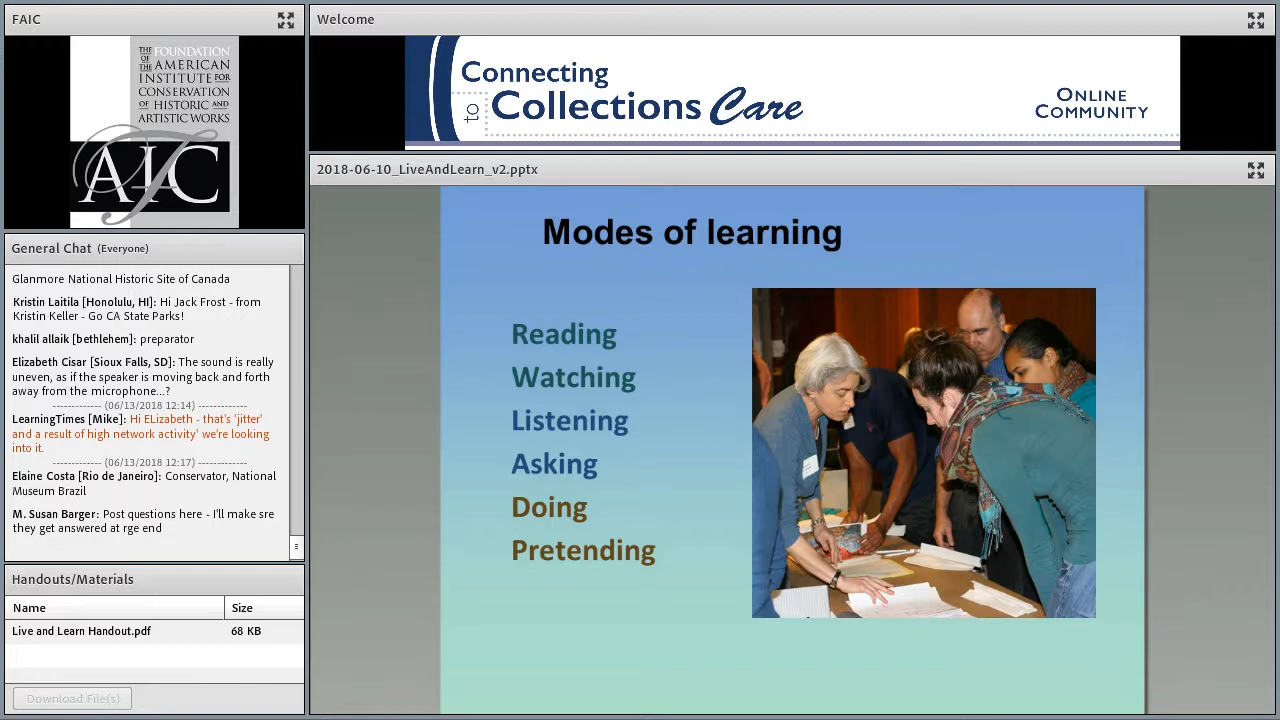 FAIC
THE FOUNDATION
OF THE AMERICAN
INSTITUTE FOR
CONSERVATION
OF HISTORIC AND
ARTISTIC WORKS
AIC
General Chat (Everyone)
Glanmore National Historic Site of Canada
Kristin Laitila [Honolulu, HI]: Hi Jack Frost - from
Kristin Keller - Go CA State Parks!
khalil allaik [bethlehem]: preparator
Elizabeth Cisar [Sioux Falls, SD]: The sound is really
uneven, as if the speaker is moving back and forth
away from the microphone...?
------------- (06/13/2018 12:14) -------------
LearningTimes [Mike]: Hi ELizabeth - that's 'jitter'
and a result of high network activity' we're looking
into it.
------------- (06/13/2018 12:17) -------------
Elaine Costa [Rio de Janeiro]: Conservator, National
Museum Brazil
M. Susan Barger: Post questions here - I'll make sre
they get answered at rge end
Handouts/Materials
Name Size
Live and Learn Handout.pdf 68 KB
Download File(s)
Welcome
Connecting
to Collections Care
ONLINE
COMMUNITY
2018-06-10_LiveAndLearn_v2.pptx
Modes of learning
Reading
Watching
Listening
Asking
Doing
Pretending